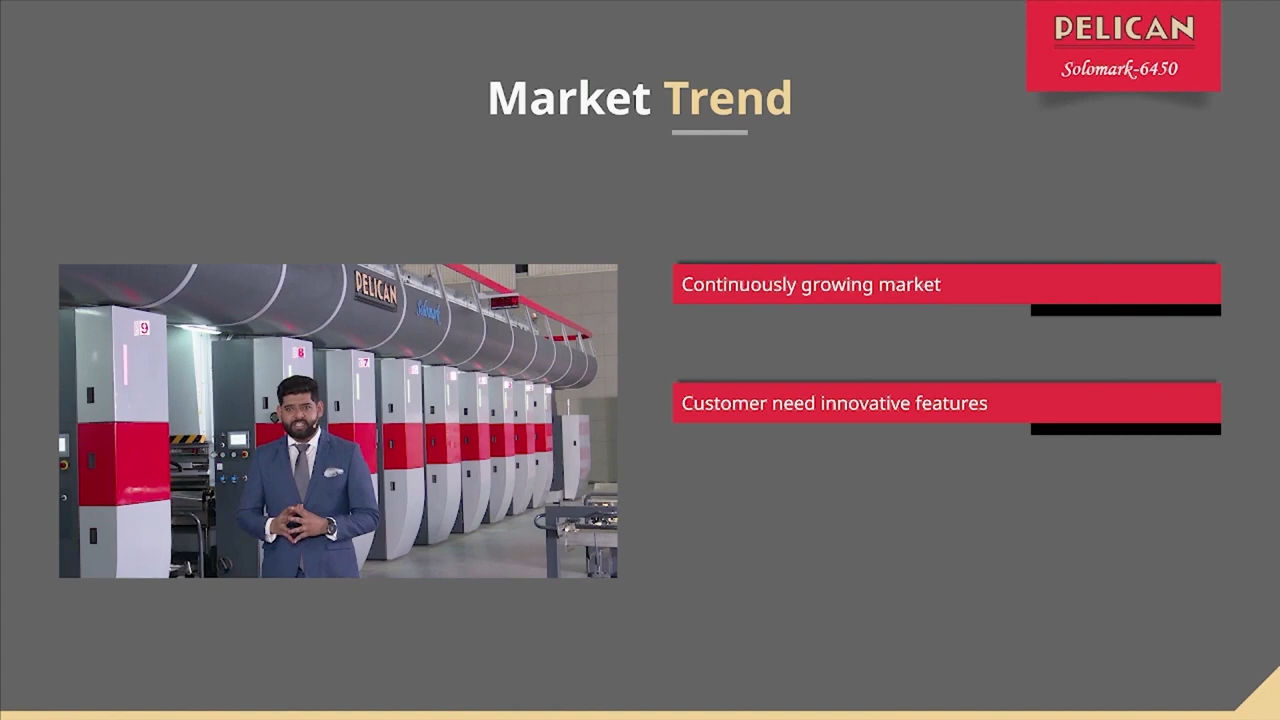 PELICAN
Solomark-6450
Market Trend
Continuously growing market
Customer need innovative features
PELICAN
Solomark
9
8
7